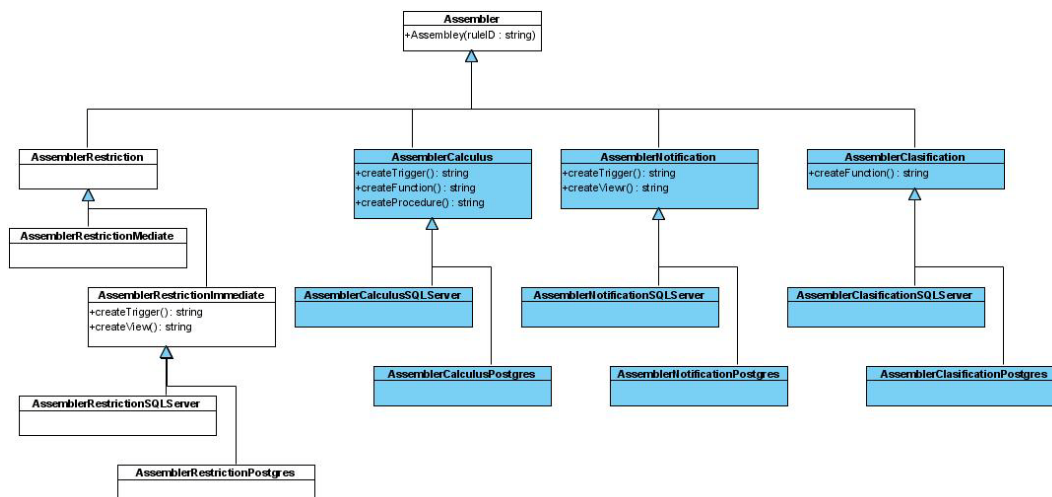 Assembler
+Assembley(ruleID : string)
AssemblerRestriction
AssemblerCalculus
+createTrigger() : string
+createFunction() : string
+createProcedure() : string
AssemblerNotification
+createTrigger() : string
+createViewr() : string
AssemblerClasification
+createFunction() : string
AssemblerRestrictionMediate
AssemblerRestrictionImmediate
+createTrigger() : string
+createView() : string
AssemblerCalculusSQLServer
AssemblerNotificationSQLServer
AssemblerClasificationSQLServer
AssemblerCalculusPostgres
AssemblerNotificationPostgres
AssemblerClasificationPostgres
AssemblerRestrictionSQLServer
AssemblerRestrictionPostgres